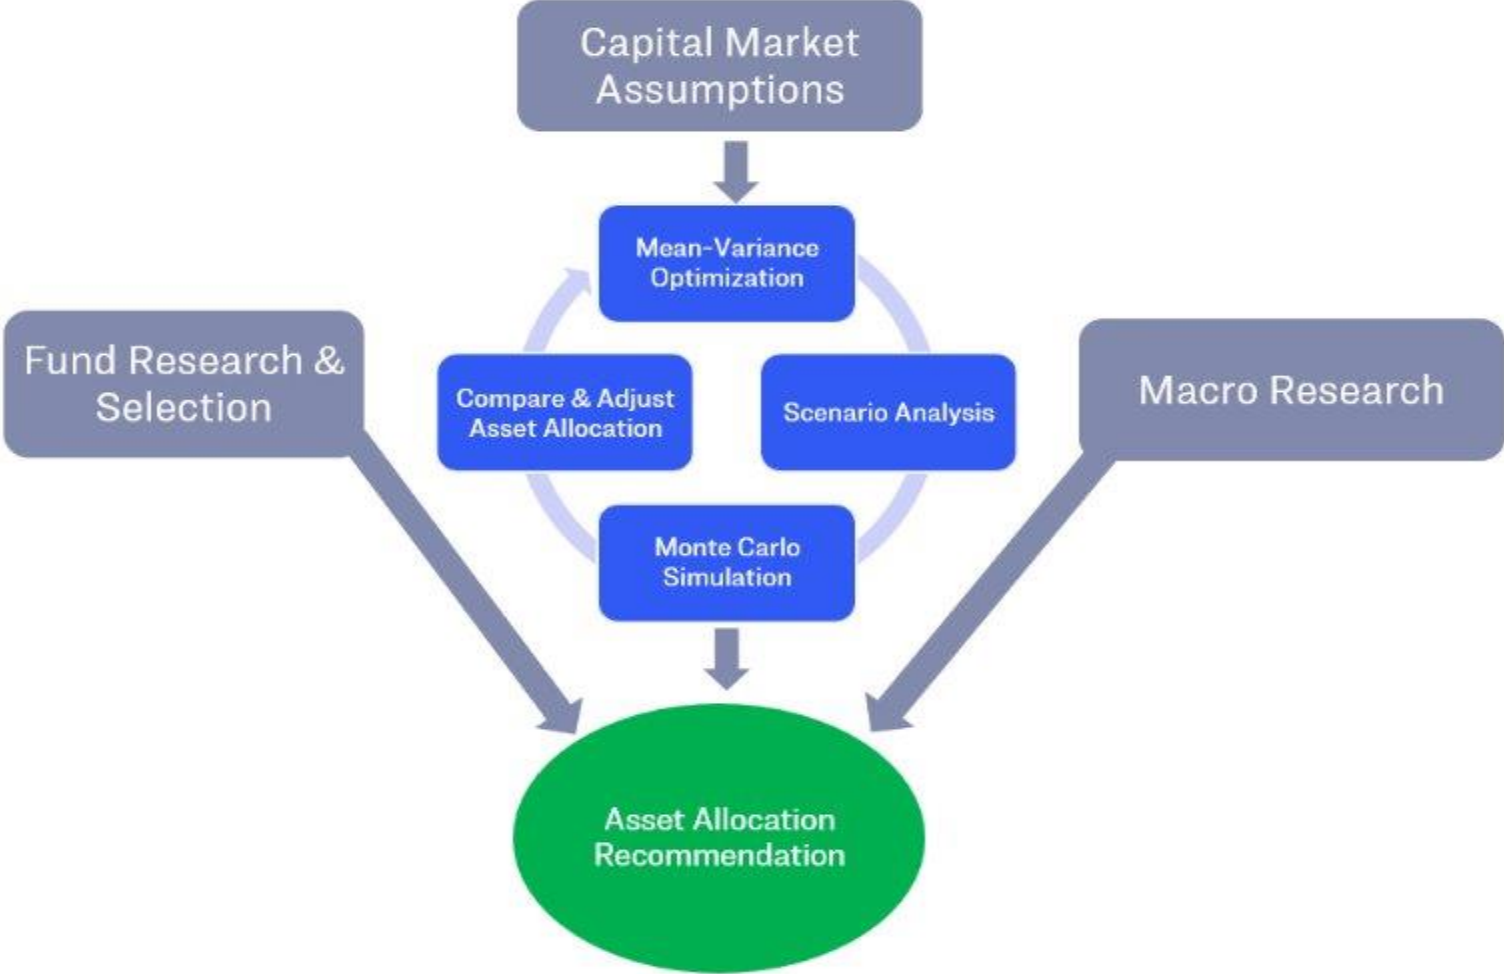 Capital Market
Assumptions
Mean-Variance
Optimization
Fund Research &
Selection
Compare & Adjust
Asset Allocation
Scenario Analysis
Macro Research
Monte Carlo
Simulation
Asset Allocation
Recommendation